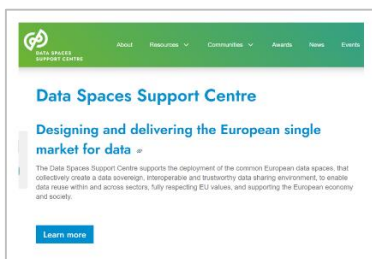 DATA SPACES
SUPPORT CENTRE
About Resources Communities Awards News Events
Data Spaces Support Centre
Designing and delivering the European single
market for data
The Data Spaces Support Centre supports the deployment of the common European data spaces, that
collectively create a data sovereign, interoperable and trustworthy data sharing environment, to enable
data reuse within and across sectors, fully respecting EU values, and supporting the European economy
and society.
Learn more